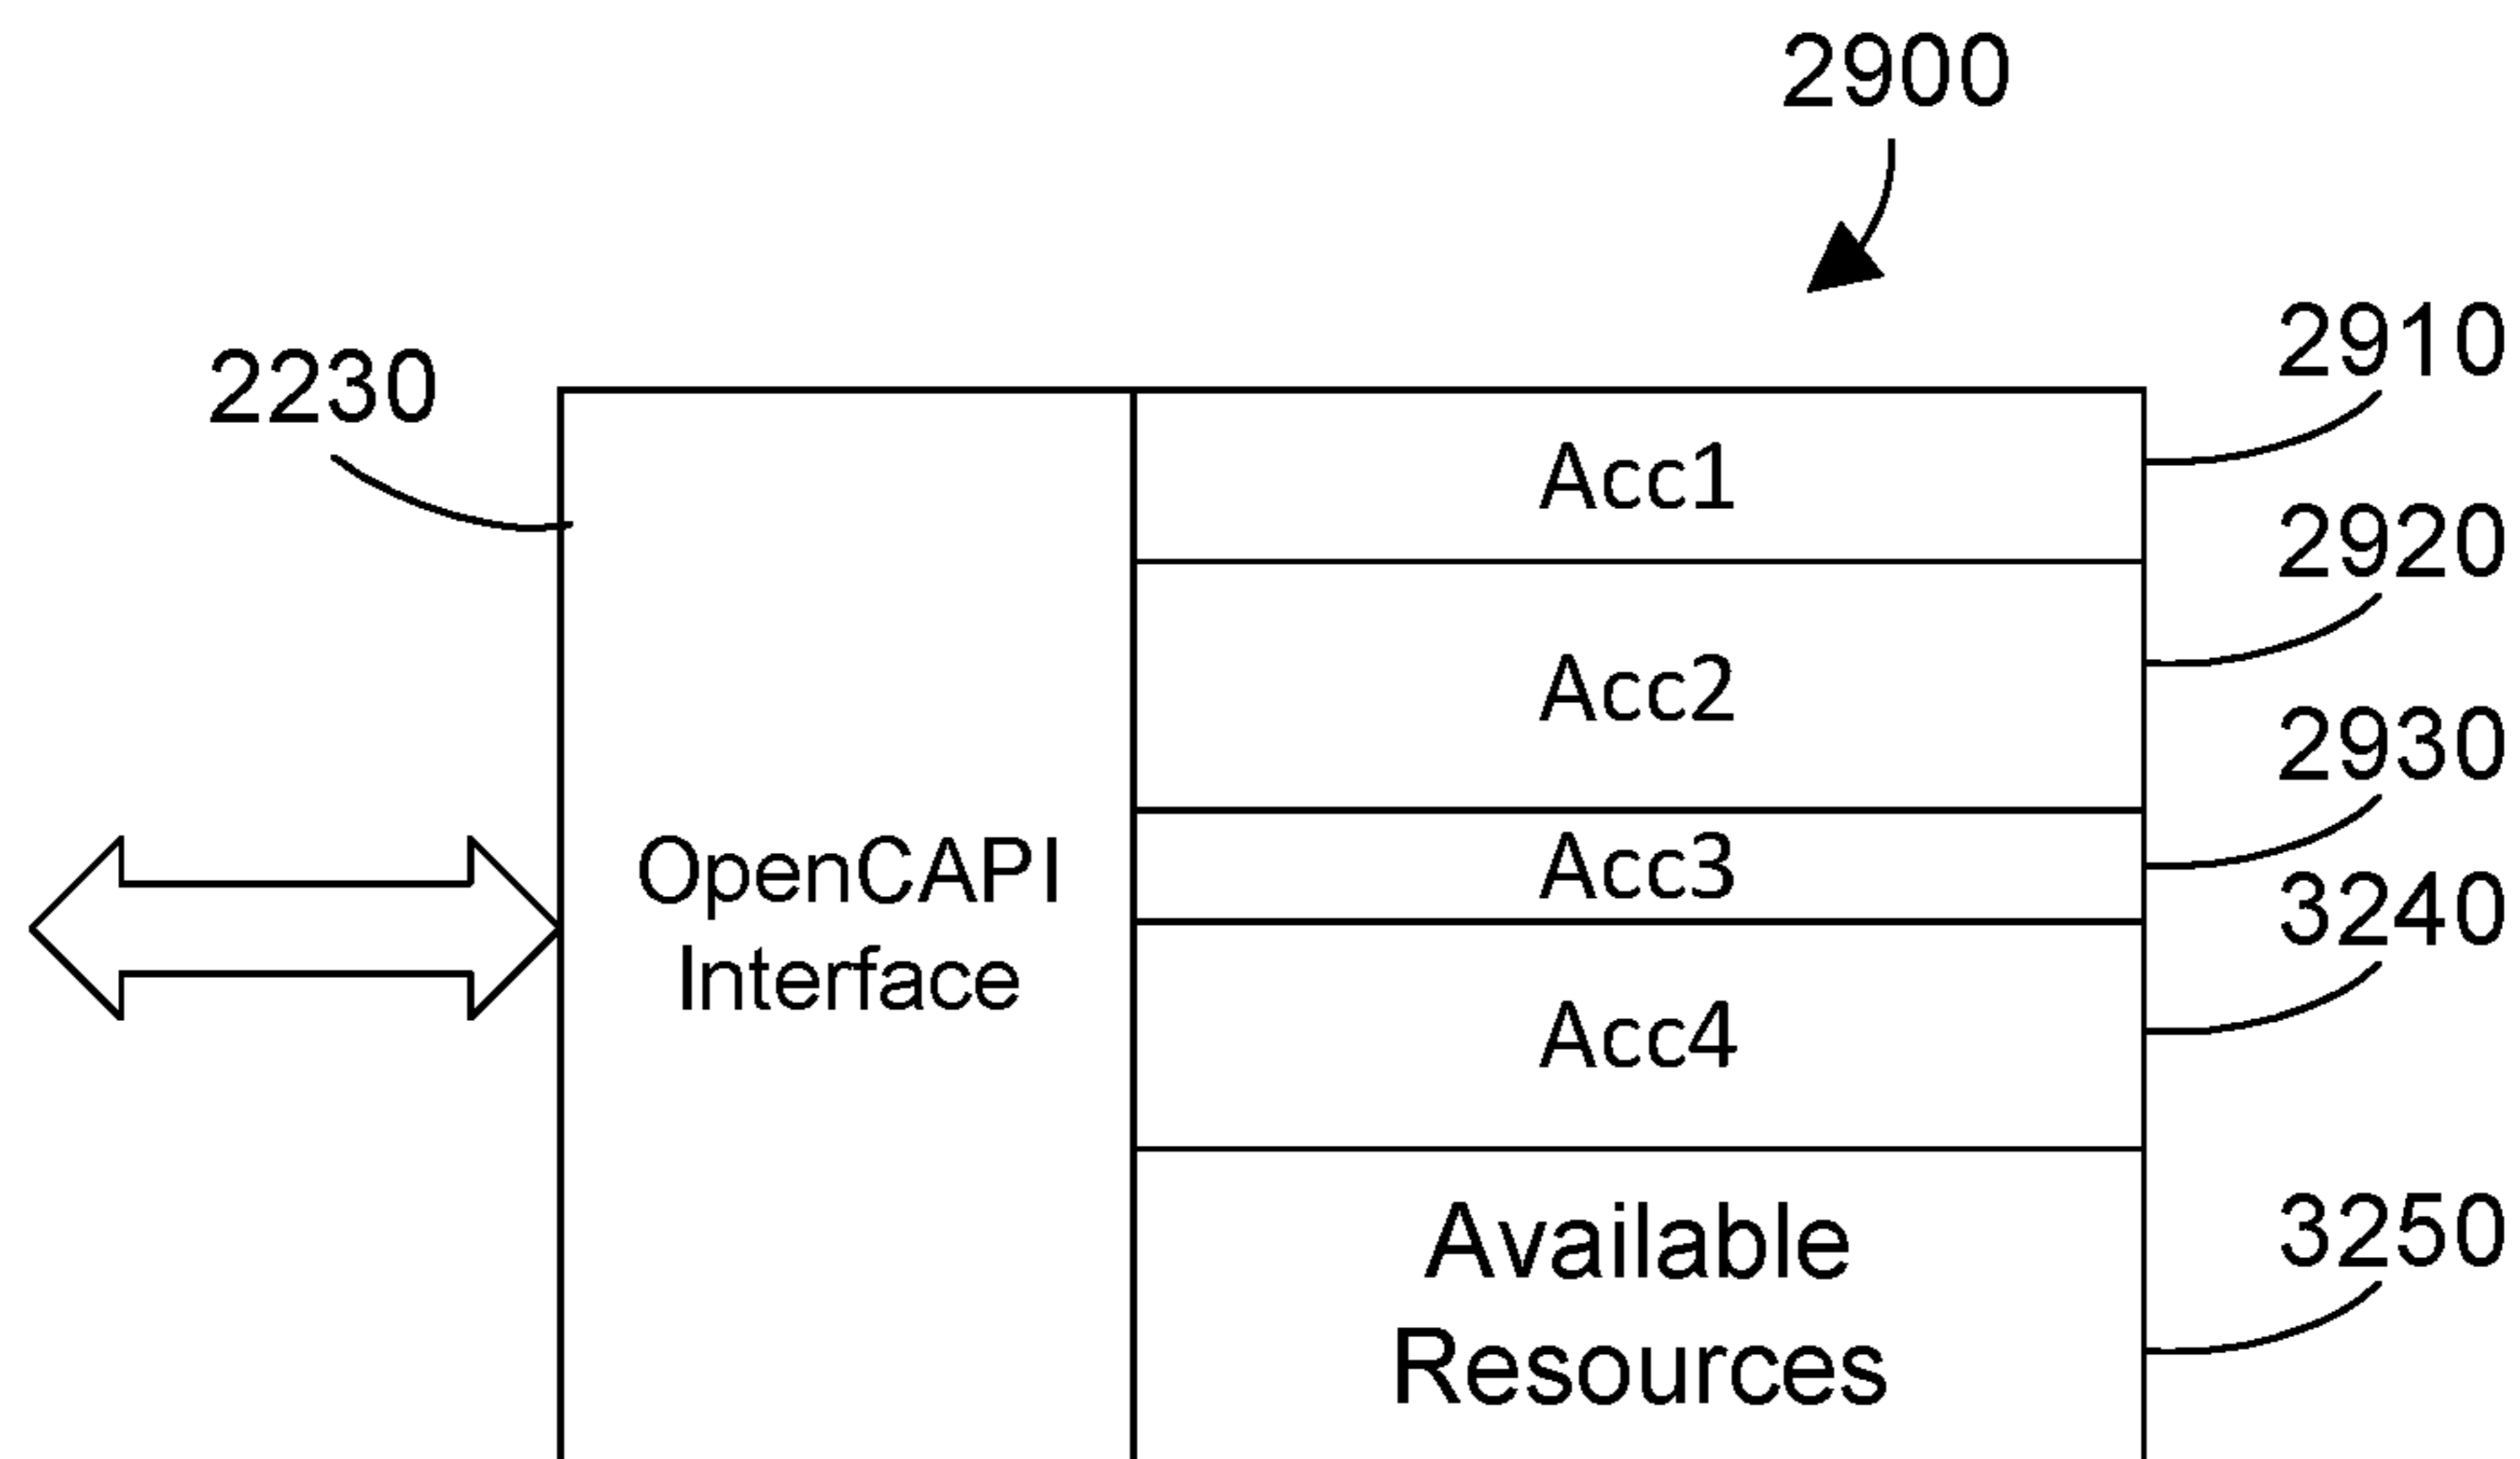 2900
2910
2230
Acc1
2920
Acc2
2930
Acc3
3240
OpenCAPI
Interface
Acc4
3250
Available
Resources